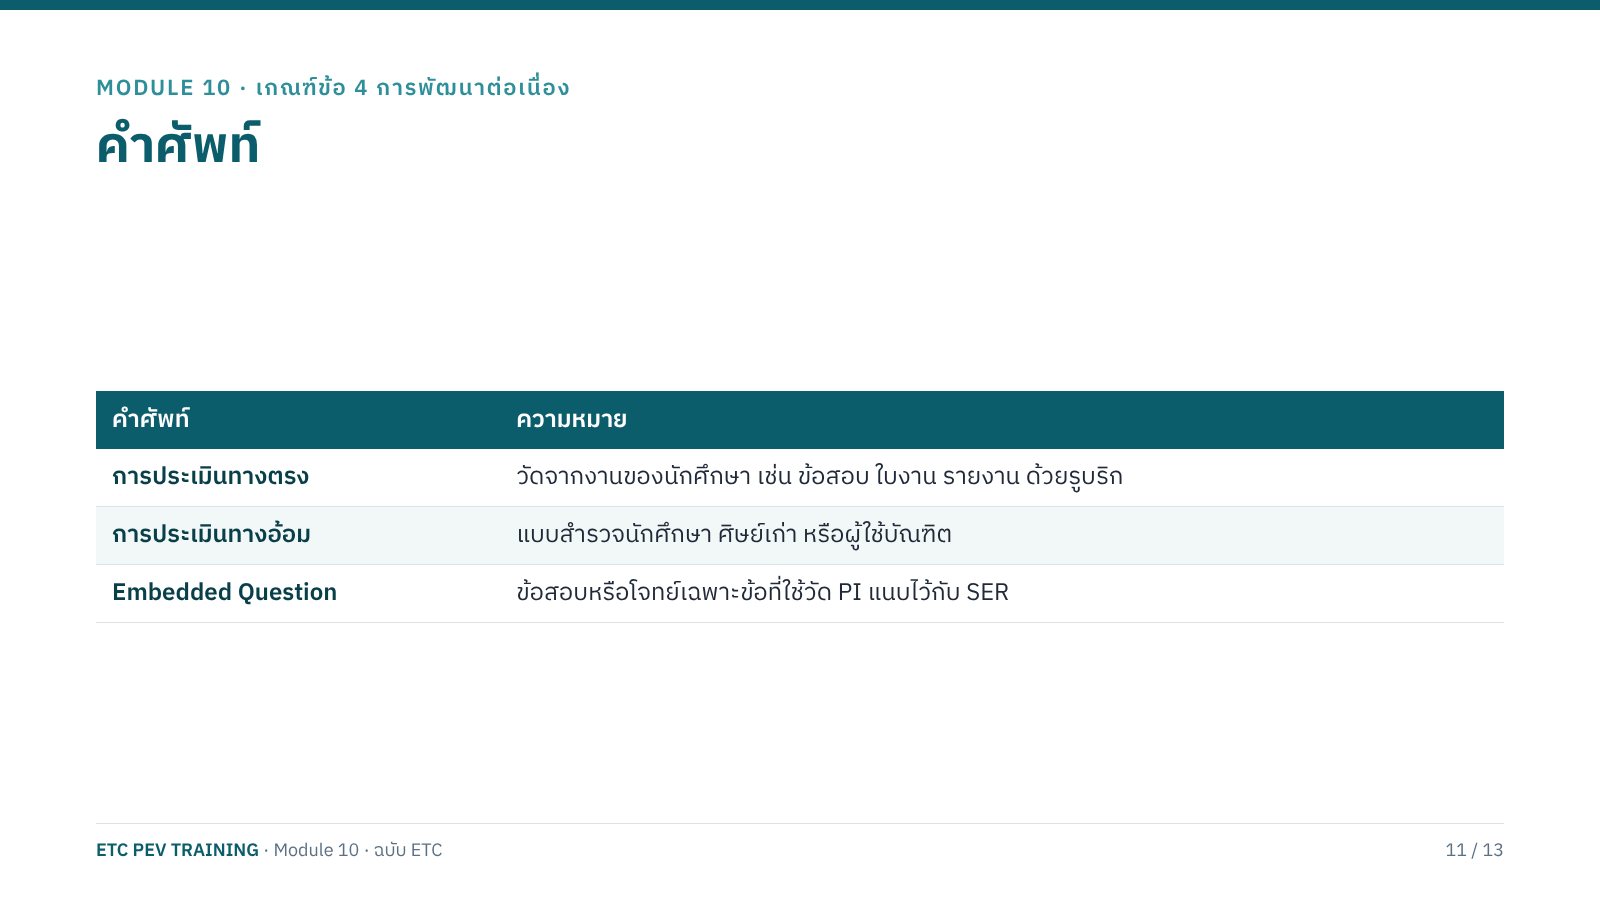 MODULE 10 · เกณฑ์ข้อ 4 การพัฒนาต่อเนื่อง
คำศัพท์
คำศัพท์ ความหมาย
การประเมินทางตรง วัดจากงานของนักศึกษา เช่น ข้อสอบ ใบงาน รายงาน ด้วยรูบริก
การประเมินทางอ้อม แบบสำรวจนักศึกษา ศิษย์เก่า หรือผู้ใช้บัณฑิต
Embedded Question ข้อสอบหรือโจทย์เฉพาะข้อที่ใช้วัด PI แนบไว้กับ SER
ETC PEV TRAINING · Module 10 · ฉบับ ETC 11 / 13